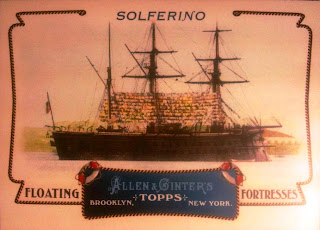 SOLFERINO
ALLEN & GINTER'S
FLOATING TOPPS FORTRESSES
BROOKLYN, NEW YORK.